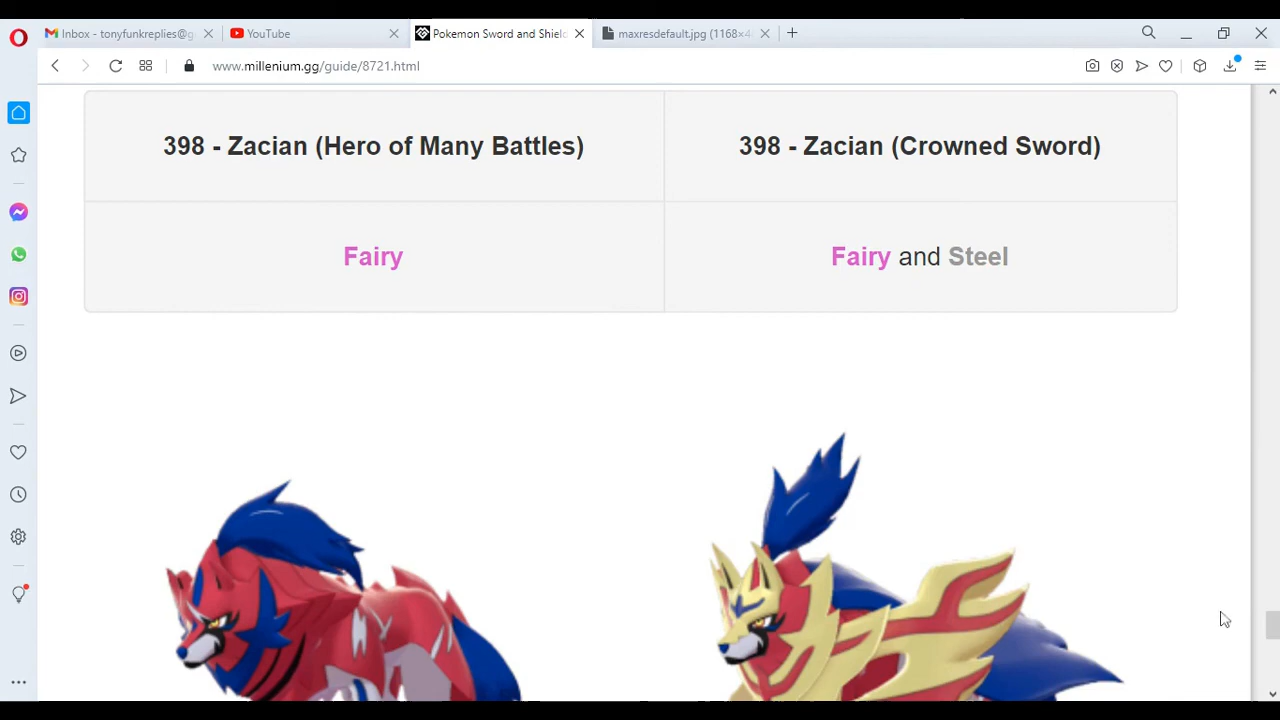 Inbox - tonyfunkreplies@g
YouTube
Pokemon Sword and Shield
maxresdefault.jpg (1168×4
www.millenium.gg/guide/8721.html
398 - Zacian (Hero of Many Battles)
398 - Zacian (Crowned Sword)
Fairy
Fairy and Steel